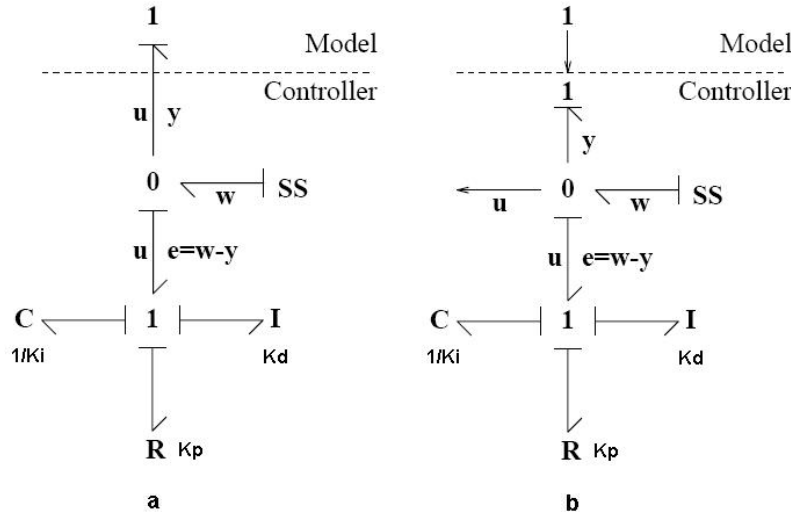 1
Model
Controller
u y
0
w
SS
u e=w-y
C
1
I
1/Ki
Kd
R Kp
a
1
Model
1
Controller
y
u
0
w
SS
u e=w-y
C
1
I
1/Ki
Kd
R Kp
b